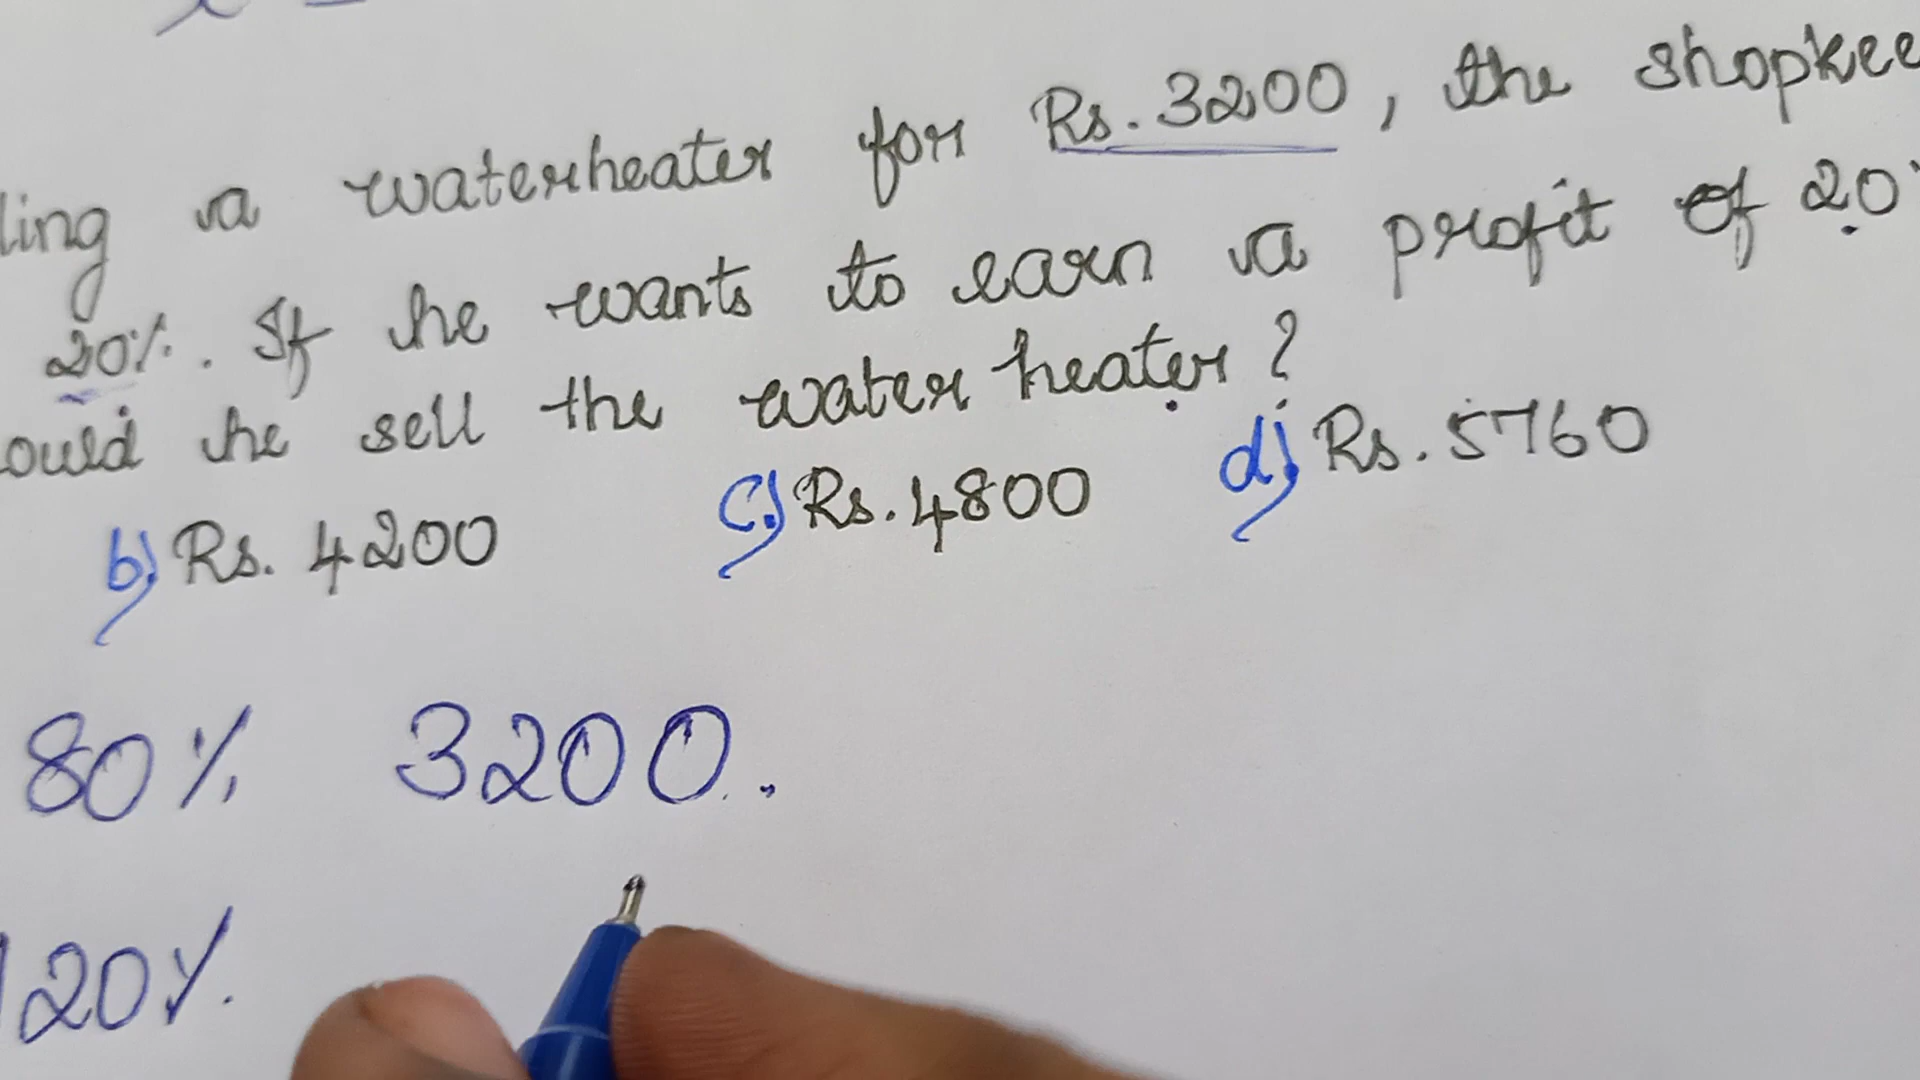 ling a waterheater for Rs.3200, the shopkee
20%. If he wants to earn a profit of 20
ould he sell the water heater?
b) Rs. 4200 c) Rs. 4800 d) Rs. 5760
80% 3200.
120%.